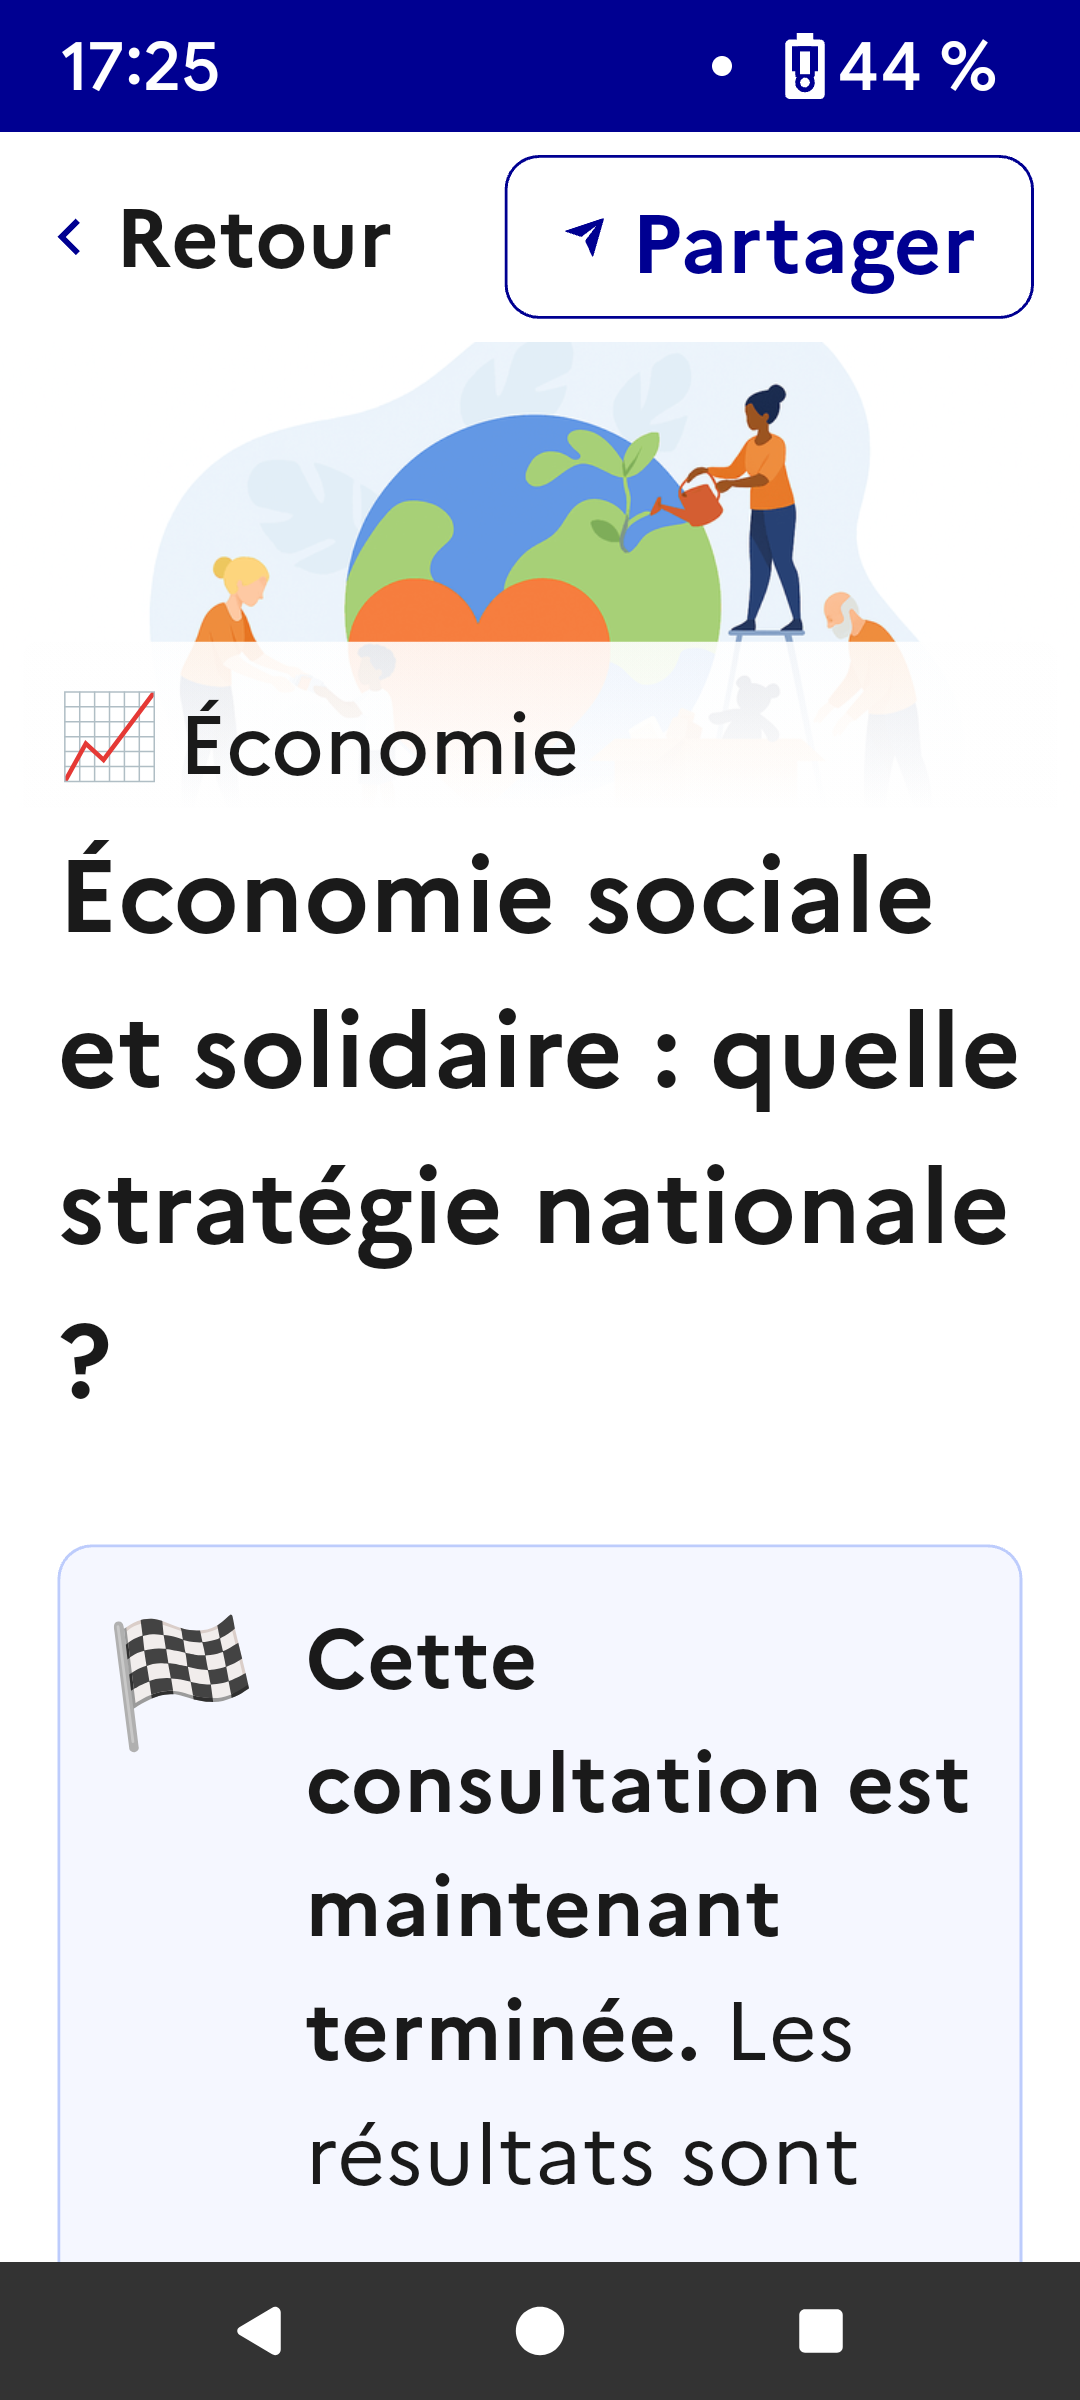 17:25
44 %
Retour
Partager
Économie
Économie sociale
et solidaire : quelle
stratégie nationale
?
Cette
consultation est
maintenant
terminée. Les
résultats sont